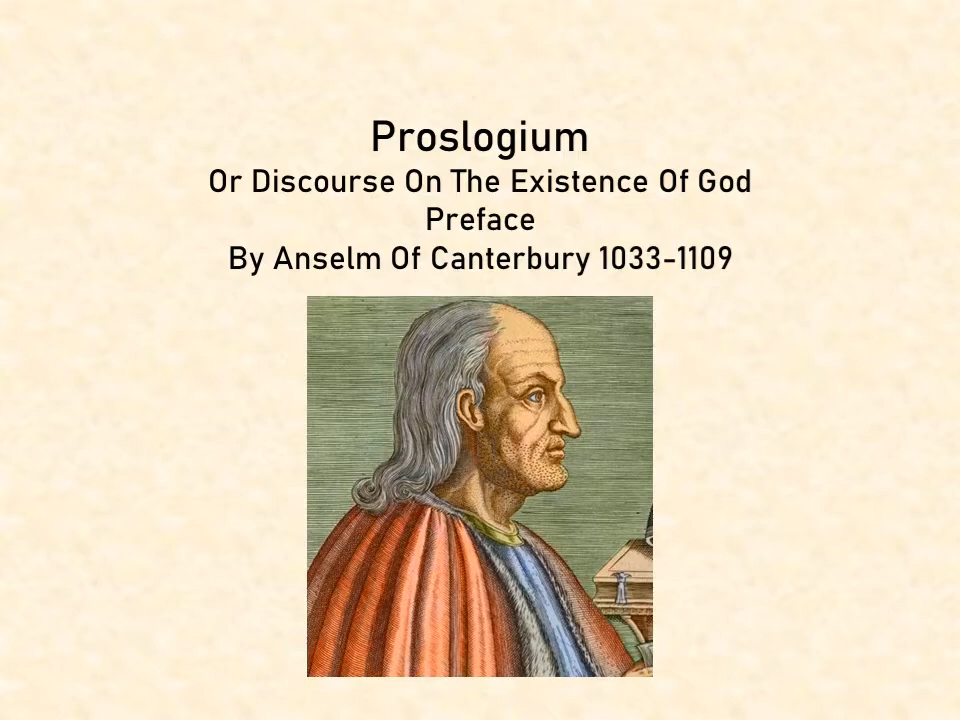 Proslogium
Or Discourse On The Existence Of God
Preface
By Anselm Of Canterbury 1033-1109